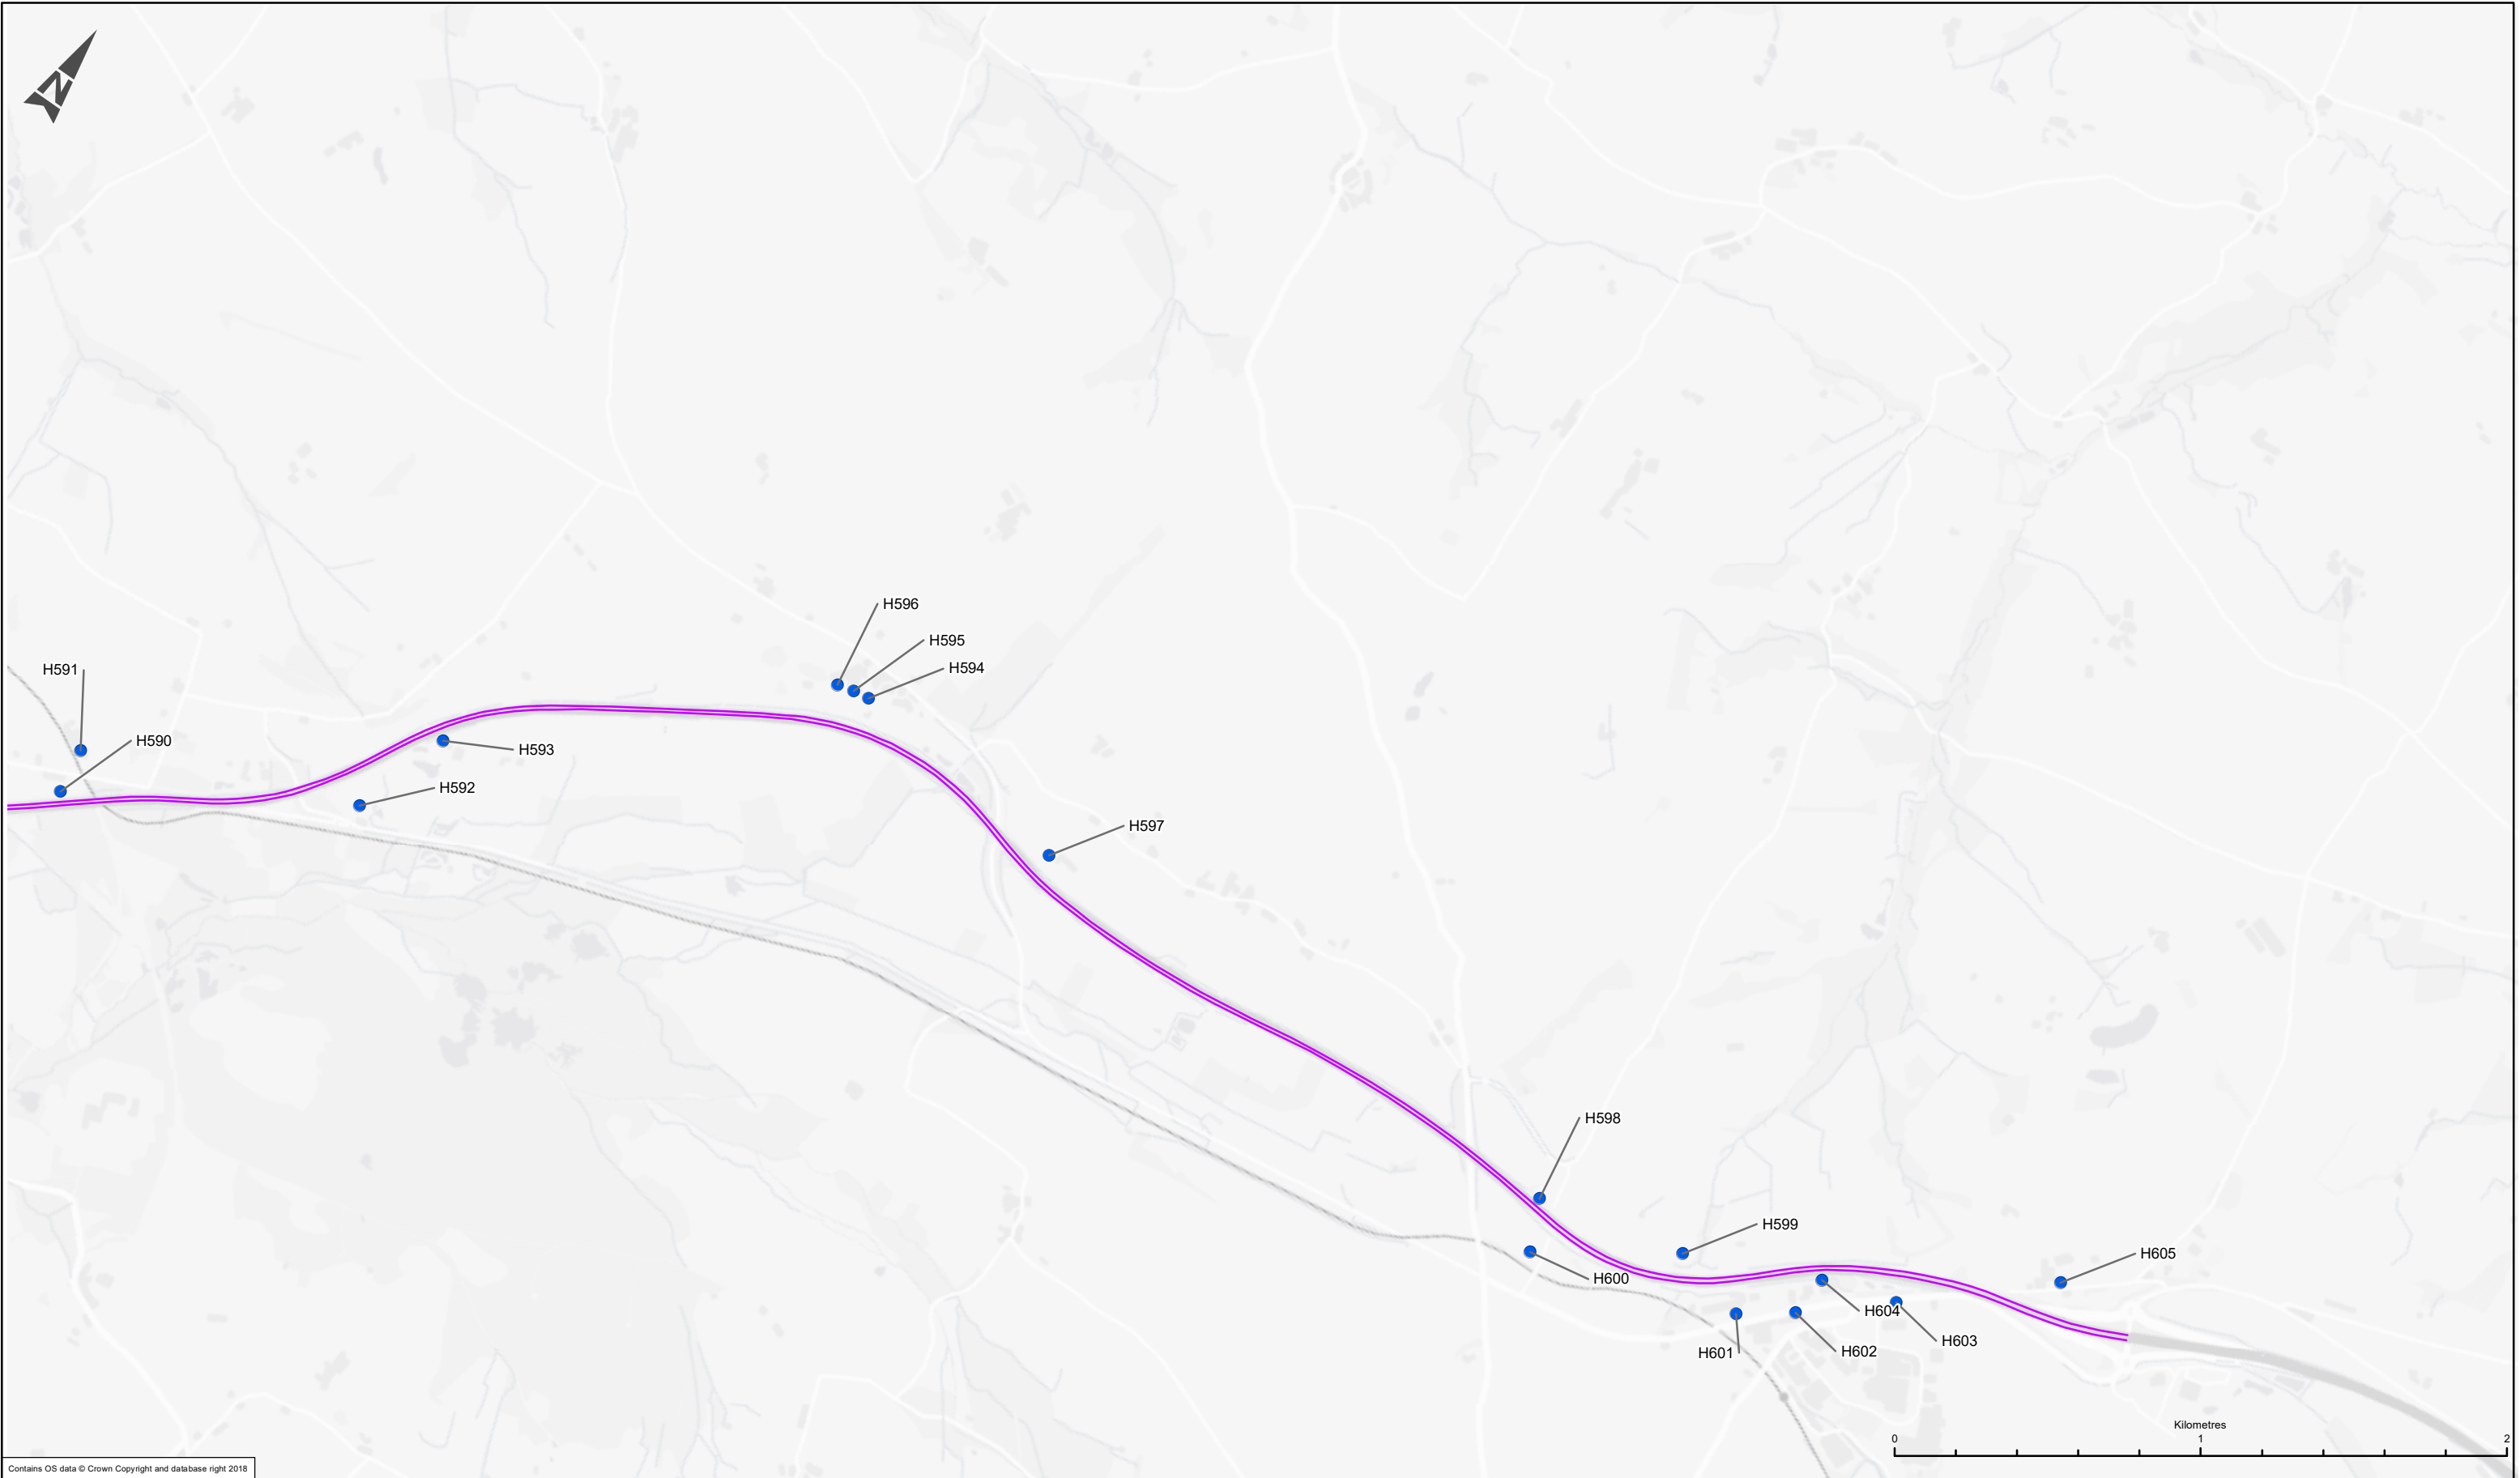 N
H596
H595
H594
H591
H590
H593
H592
H597
H598
H599
H600
H605
H604
H603
H601
H602
Kilometres
0 1 2
Contains OS data © Crown Copyright and database right 2018